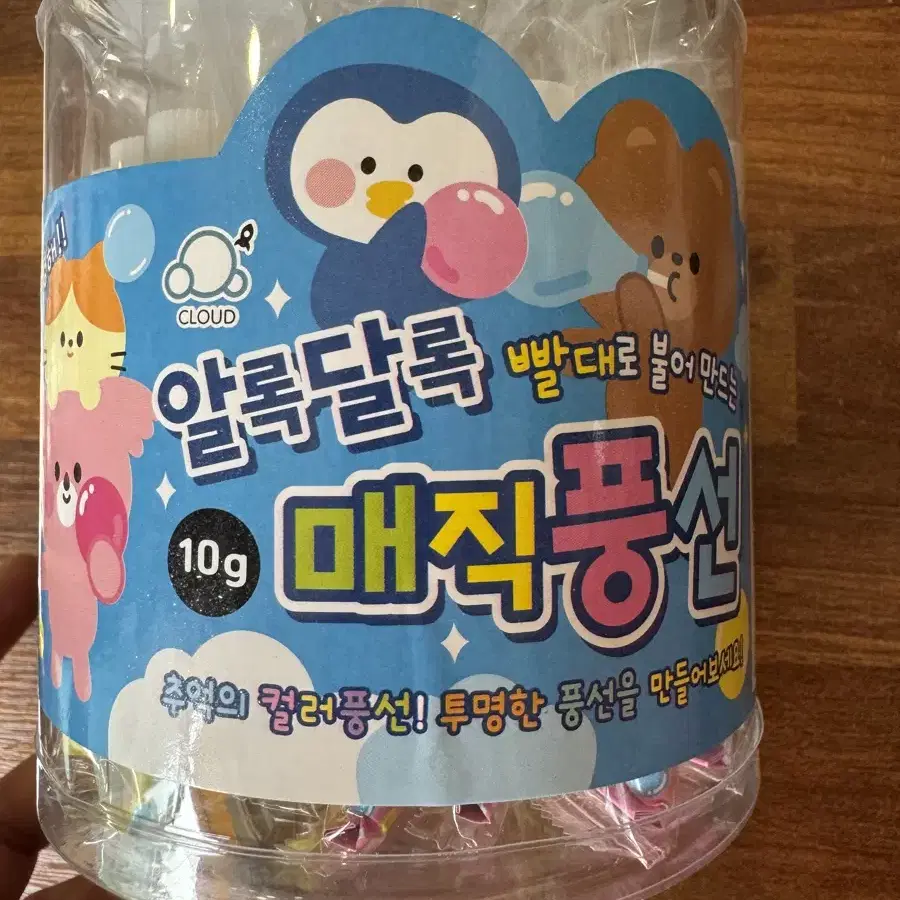 CLOUD
알록달록
빨대로 불어 만드는
매직풍선
10g
추억의 컬러풍선! 투명한 풍선을 만들어보세요!